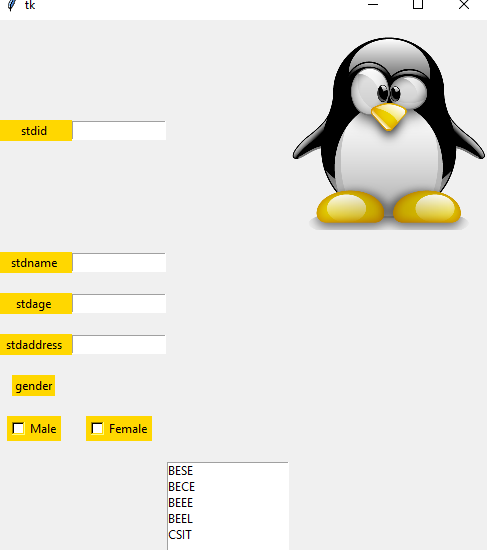 tk
stdid
stdname
stdage
stdaddress
gender
Male Female
BESE
BECE
BEEE
BEEL
CSIT